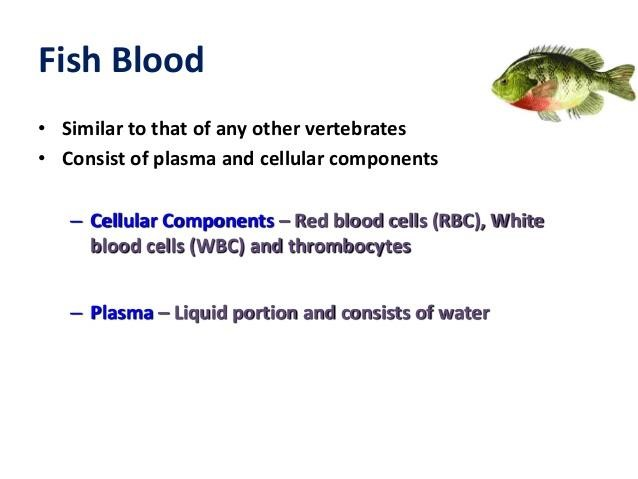 Fish Blood
• Similar to that of any other vertebrates
• Consist of plasma and cellular components
– Cellular Components – Red blood cells (RBC), White
blood cells (WBC) and thrombocytes
– Plasma – Liquid portion and consists of water